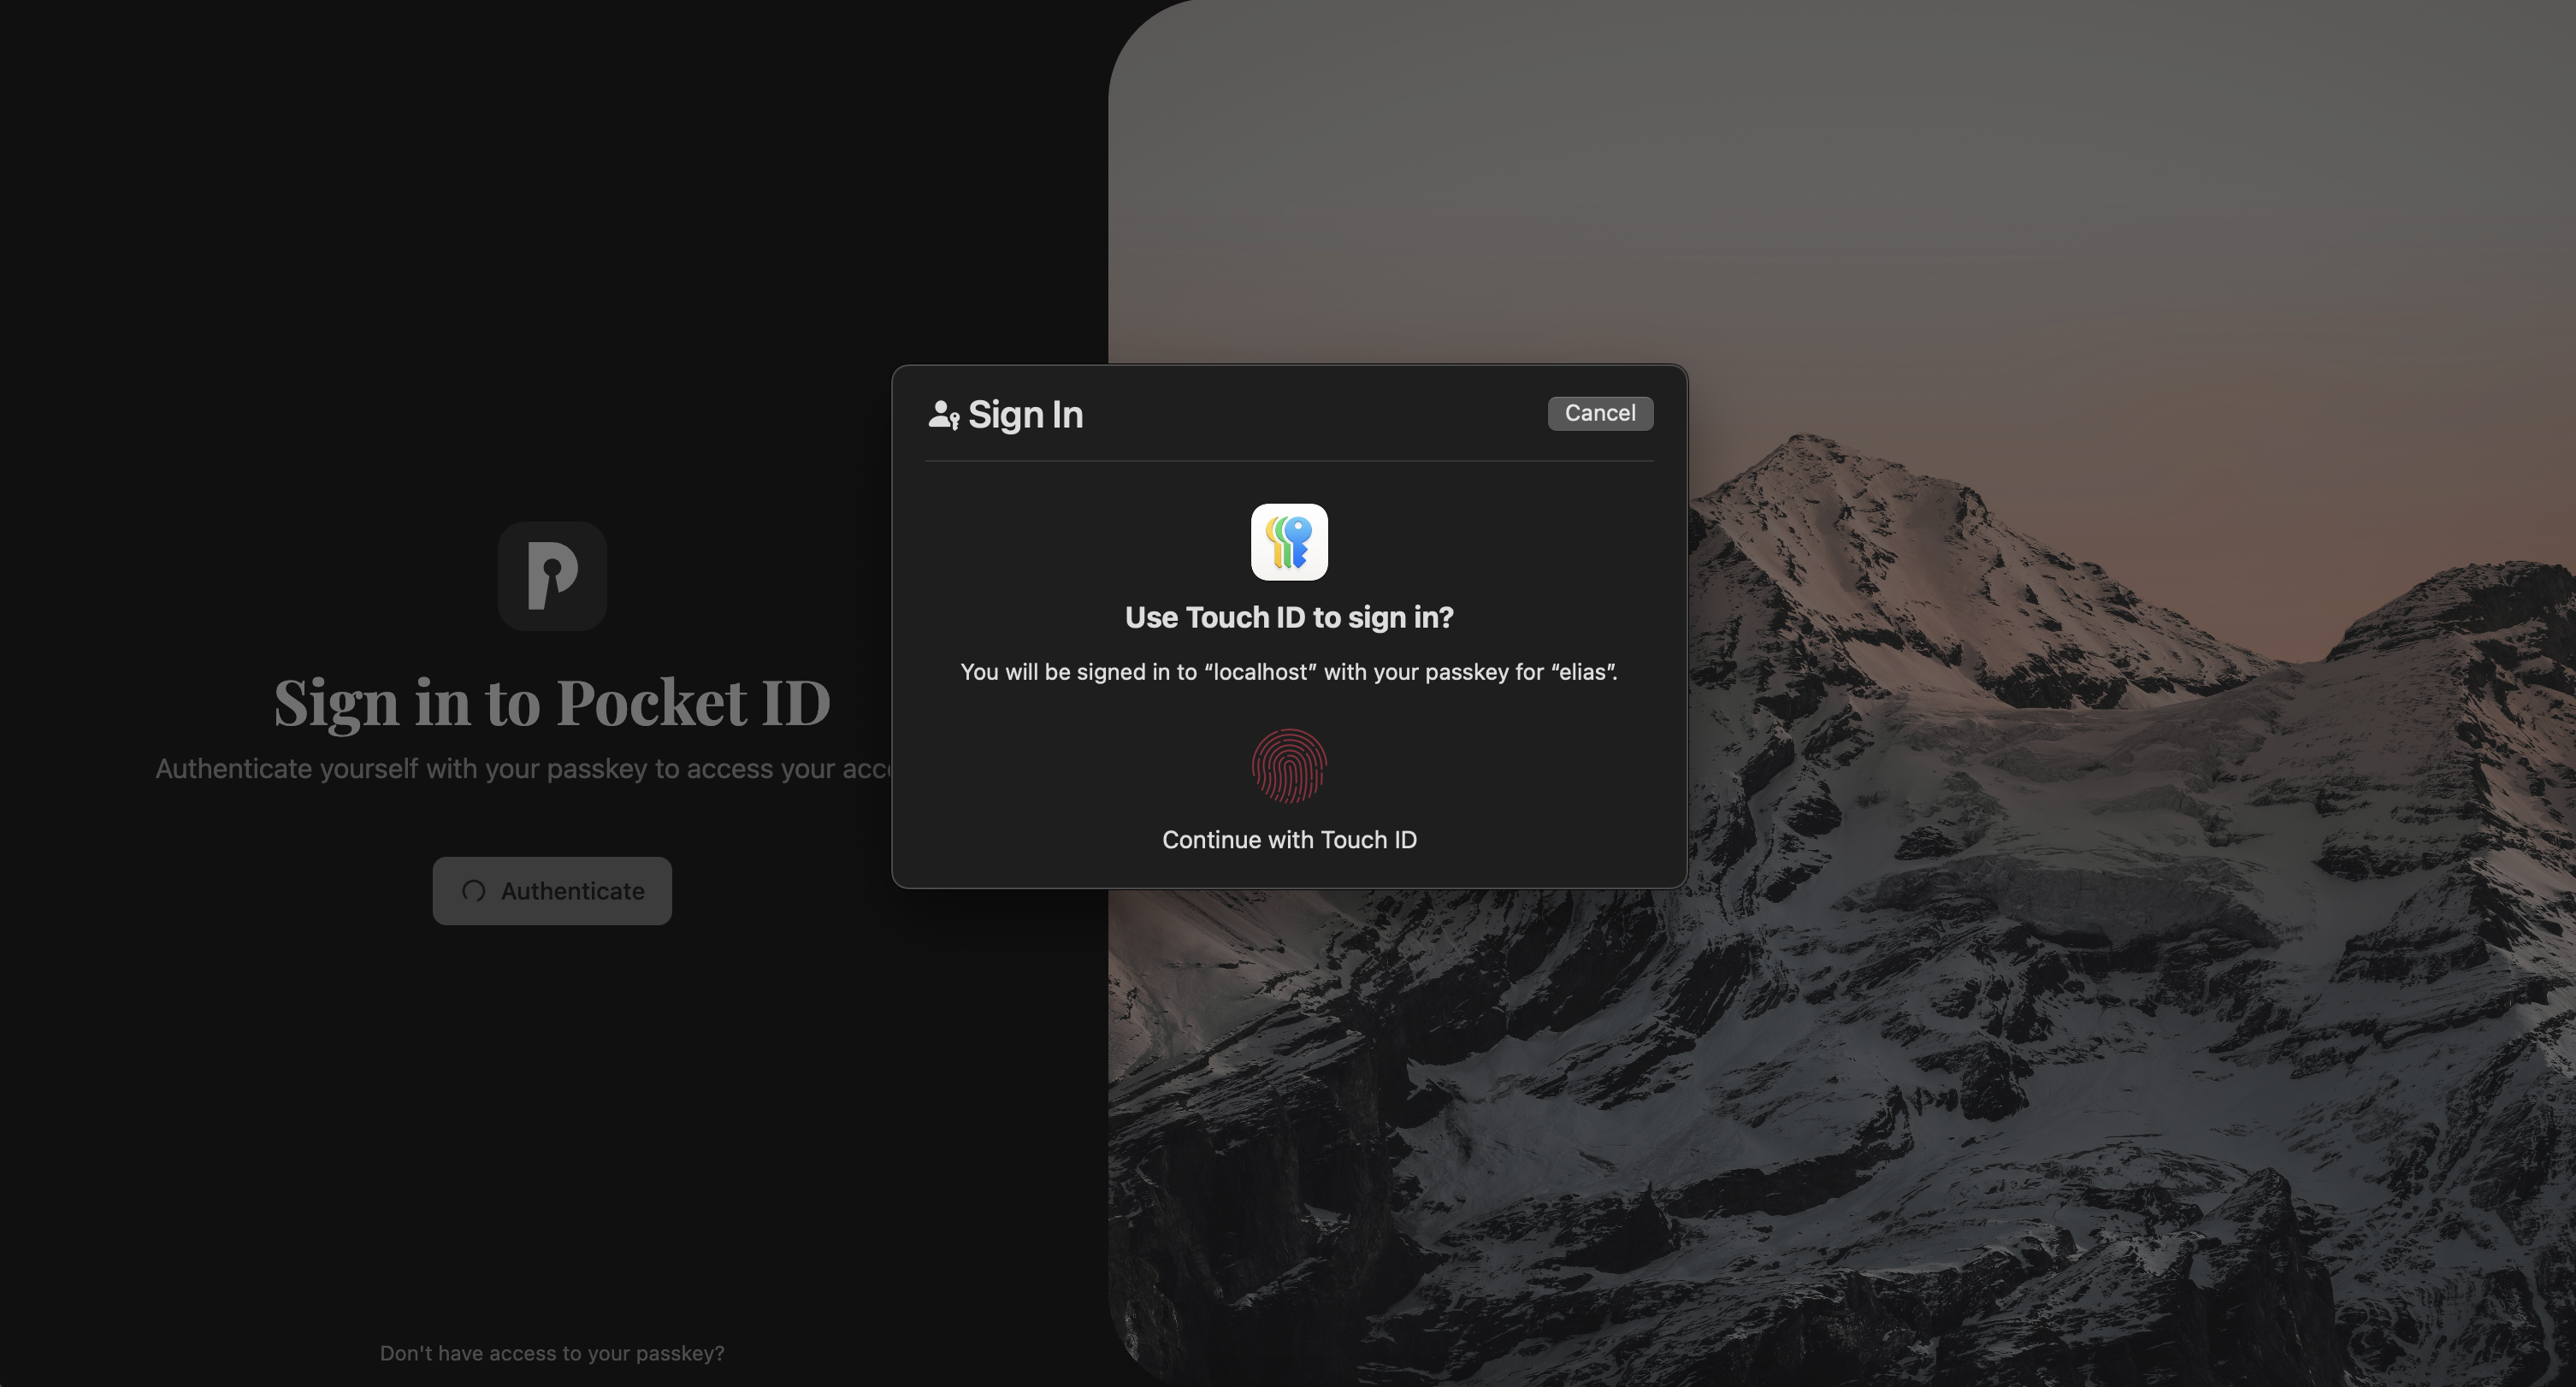 Sign In
Cancel
Use Touch ID to sign in?
You will be signed in to “localhost” with your passkey for “elias”.
Continue with Touch ID
Sign in to Pocket ID
Authenticate yourself with your passkey to access your
Authenticate
Don't have access to your passkey?